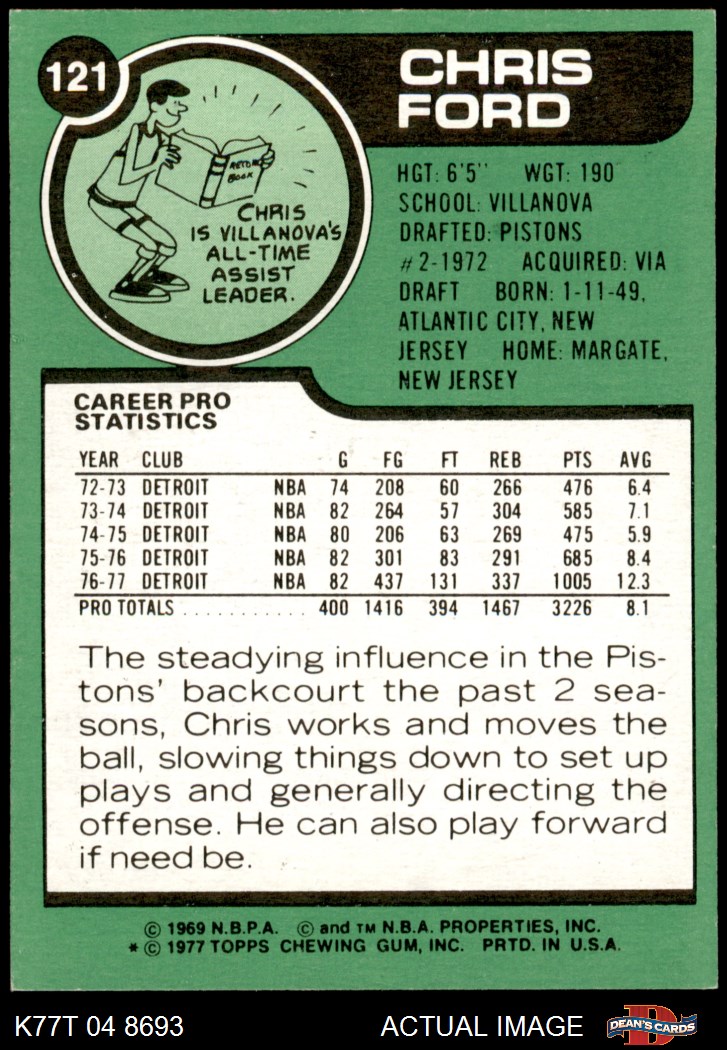 121
CHRIS
FORD
RECORD
BOOK
CHRIS
IS VILLANOVA'S
ALL-TIME
ASSIST
LEADER.
HGT: 6'5'' WGT: 190
SCHOOL: VILLANOVA
DRAFTED: PISTONS
#2-1972 ACQUIRED: VIA
DRAFT BORN: 1-11-49,
ATLANTIC CITY, NEW
JERSEY HOME: MARGATE,
NEW JERSEY
CAREER PRO
STATISTICS
YEAR CLUB G FG FT REB PTS AVG
72-73 DETROIT NBA 74 208 60 266 476 6.4
73-74 DETROIT NBA 82 264 57 304 585 7.1
74-75 DETROIT NBA 80 206 63 269 475 5.9
75-76 DETROIT NBA 82 301 83 291 685 8.4
76-77 DETROIT NBA 82 437 131 337 1005 12.3
PRO TOTALS . . . . . . . . . . . 400 1416 394 1467 3226 8.1
The steadying influence in the Pis-
tons' backcourt the past 2 sea-
sons, Chris works and moves the
ball, slowing things down to set up
plays and generally directing the
offense. He can also play forward
if need be.
© 1969 N.B.P.A. © and TM N.B.A. PROPERTIES, INC.
* © 1977 TOPPS CHEWING GUM, INC. PRTD. IN U.S.A.
K77T 04 8693 ACTUAL IMAGE D DEAN'S CARDS